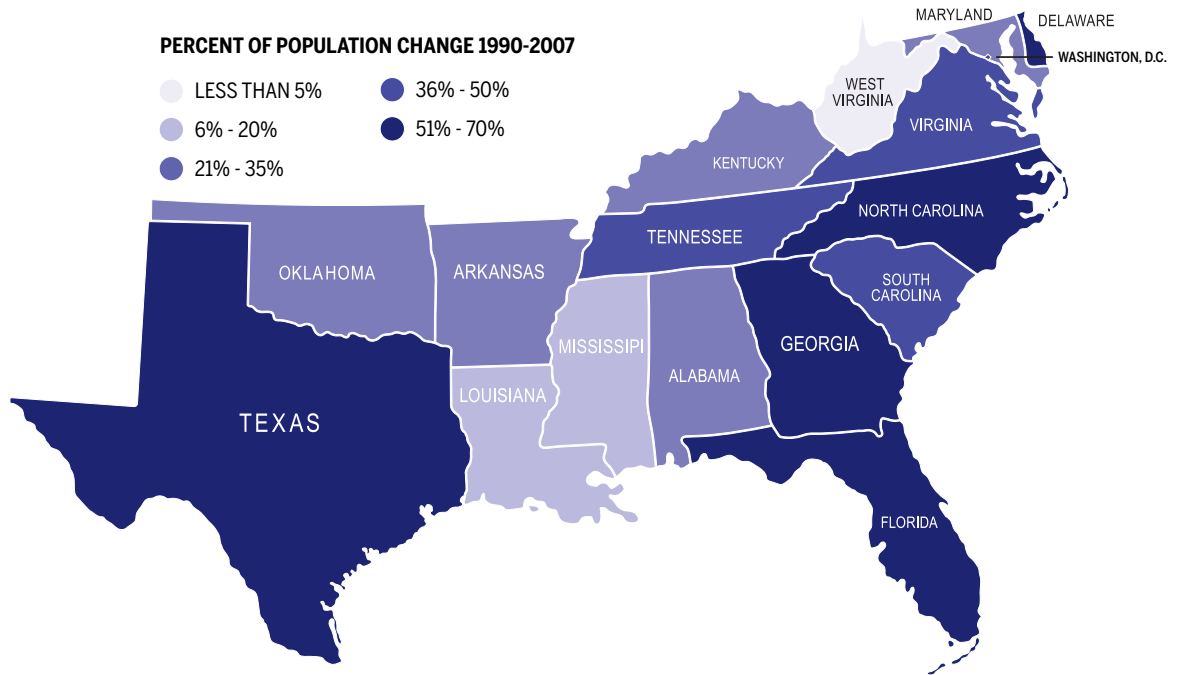 PERCENT OF POPULATION CHANGE 1990-2007
LESS THAN 5%
6% - 20%
21% - 35%
36% - 50%
51% - 70%
MARYLAND
DELAWARE
WASHINGTON, D.C.
WEST
VIRGINIA
VIRGINIA
KENTUCKY
NORTH CAROLINA
TENNESSEE
OKLAHOMA
ARKANSAS
SOUTH
CAROLINA
MISSISSIPI
GEORGIA
ALABAMA
LOUISIANA
TEXAS
FLORIDA